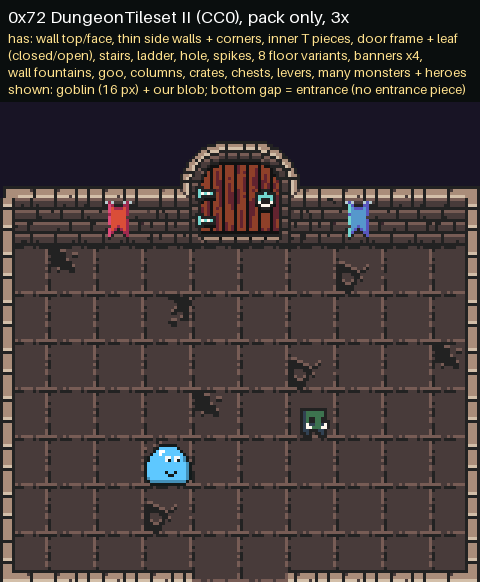 0x72 DungeonTileset II (CC0), pack only, 3x
has: wall top/face, thin side walls + corners, inner T pieces, door frame + leaf
(closed/open), stairs, ladder, hole, spikes, 8 floor variants, banners x4,
wall fountains, goo, columns, crates, chests, levers, many monsters + heroes
shown: goblin (16 px) + our blob; bottom gap = entrance (no entrance piece)